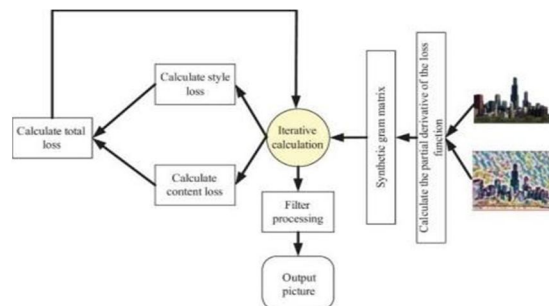 Calculate style
loss
Calculate total
loss
Iterative
calculation
Calculate
content loss
Filter
processing
Output
picture
Synthetic gram matrix
Calculate the partial derivative of the loss
function